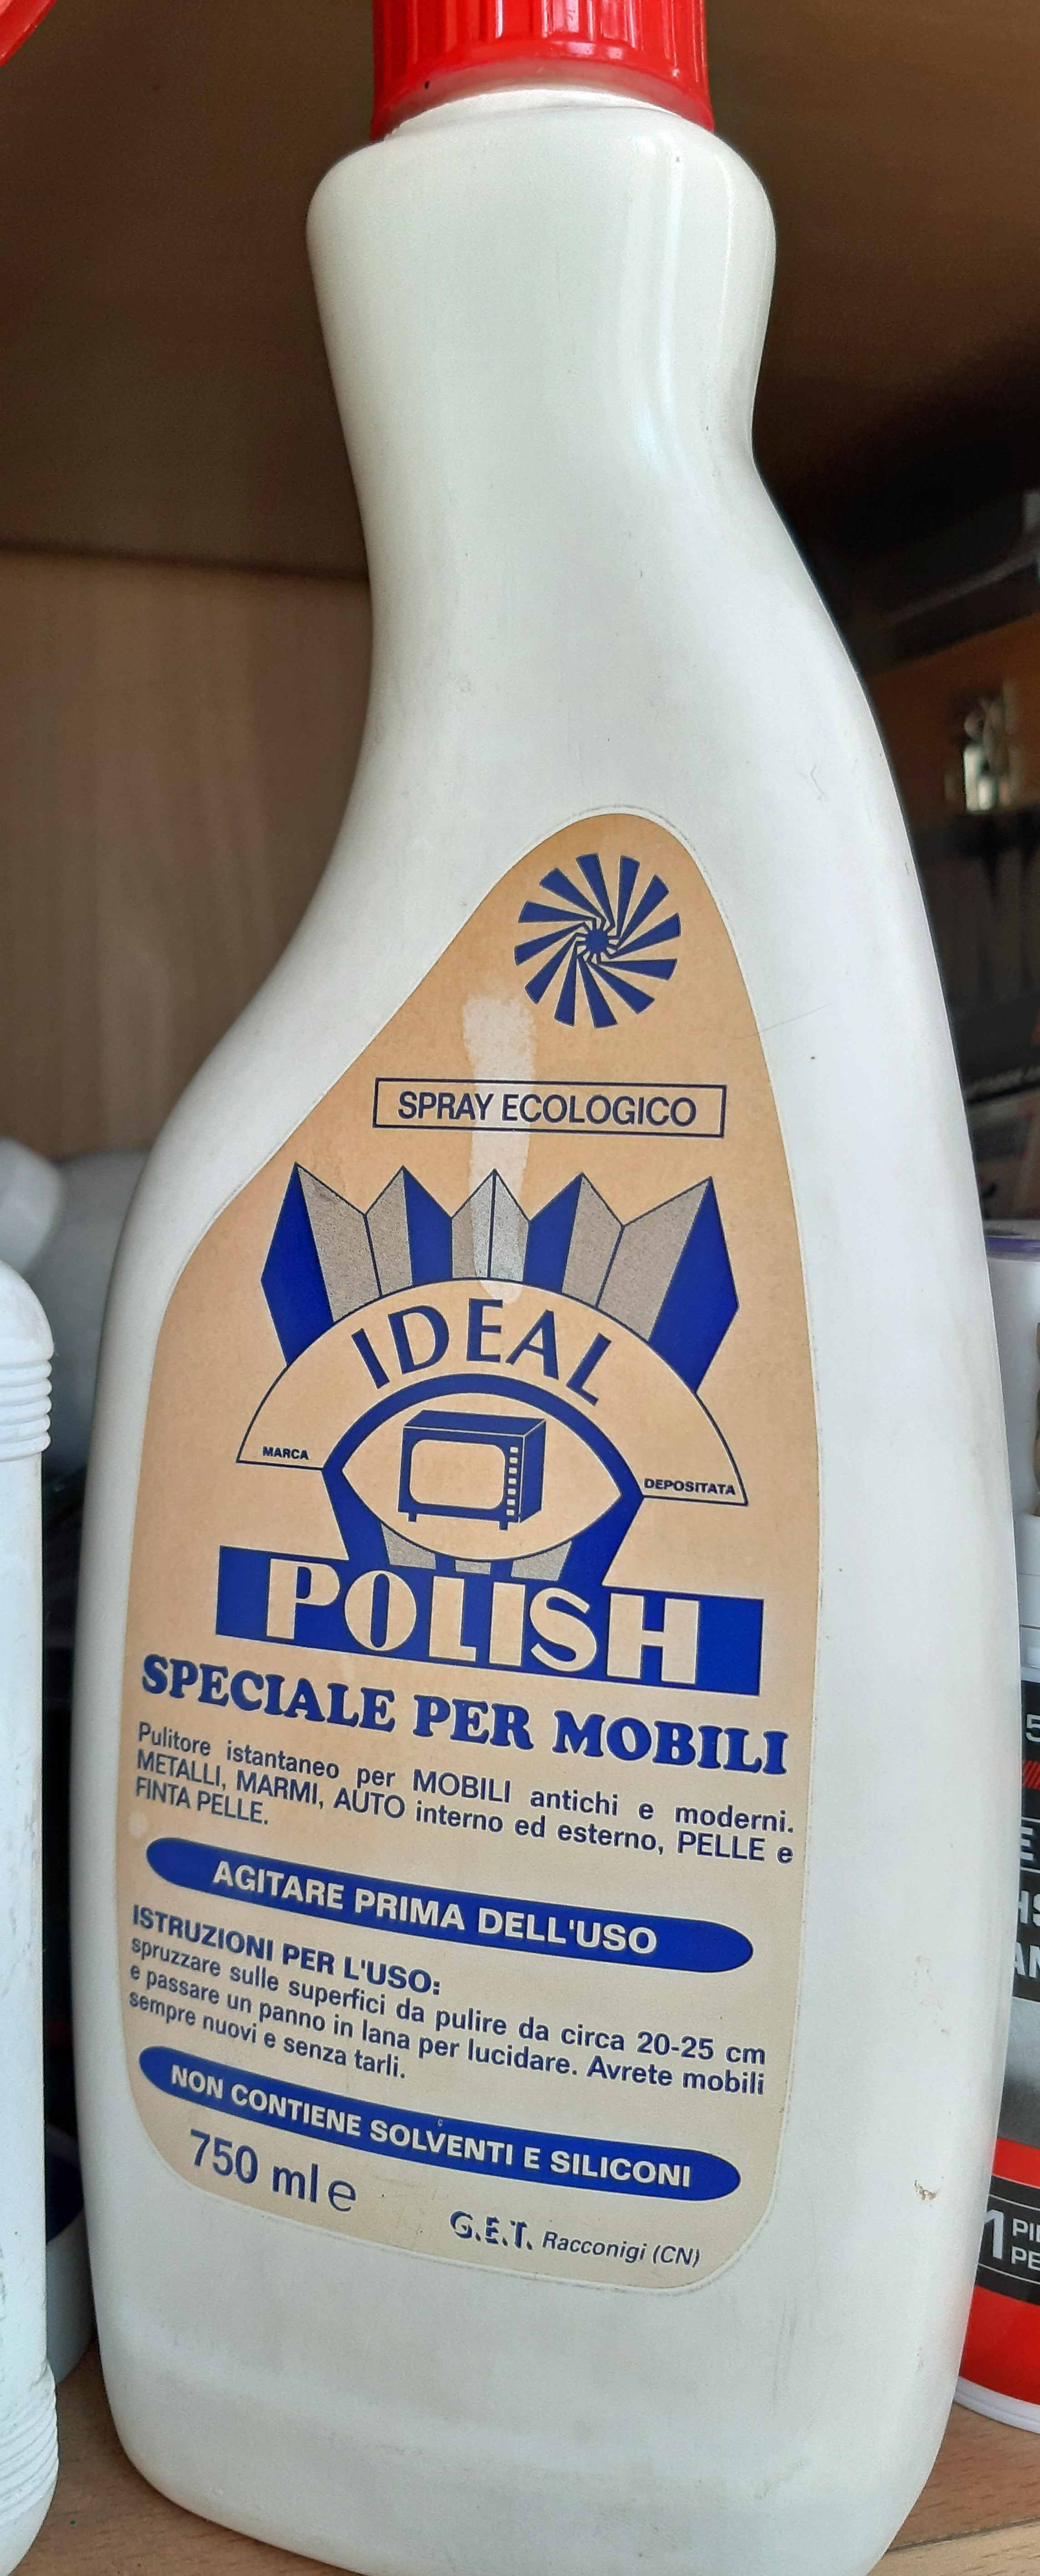 SPRAY ECOLOGICO
IDEAL
MARCA
DEPOSITATA
POLISH
SPECIALE PER MOBILI
Pulitore istantaneo per MOBILI antichi e moderni.
METALLI, MARMI, AUTO interno ed esterno, PELLE e
FINTA PELLE.
AGITARE PRIMA DELL'USO
ISTRUZIONI PER L'USO:
spruzzare sulle superfici da pulire da circa 20-25 cm
e passare un panno in lana per lucidare. Avrete mobili
sempre nuovi e senza tarli.
NON CONTIENE SOLVENTI E SILICONI
750 ml e
G.E.T. Racconigi (CN)